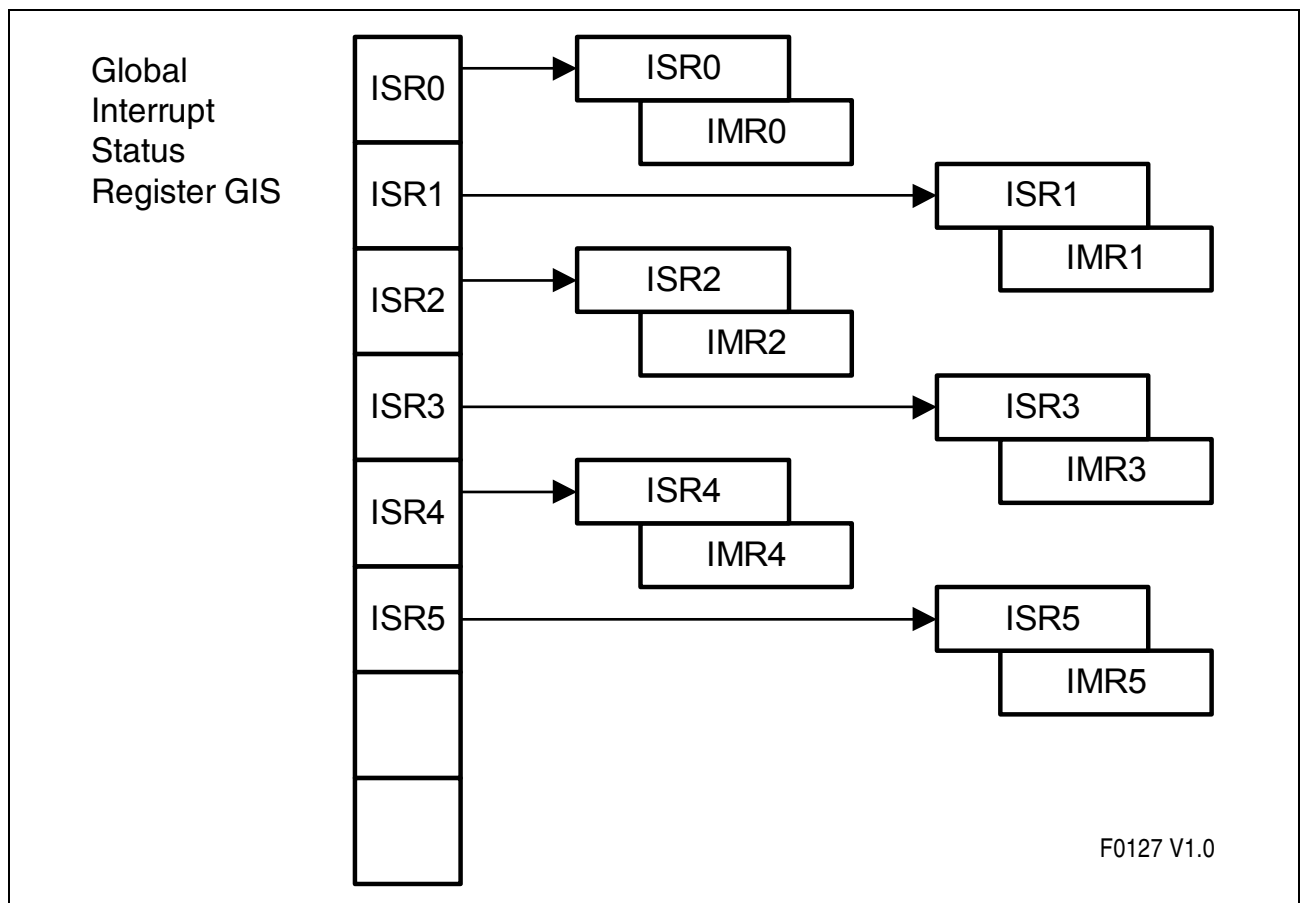 Global
Interrupt
Status
Register GIS
ISR0
ISR0
IMR0
ISR1
ISR1
IMR1
ISR2
ISR2
IMR2
ISR3
ISR3
IMR3
ISR4
ISR4
IMR4
ISR5
ISR5
IMR5
F0127 V1.0